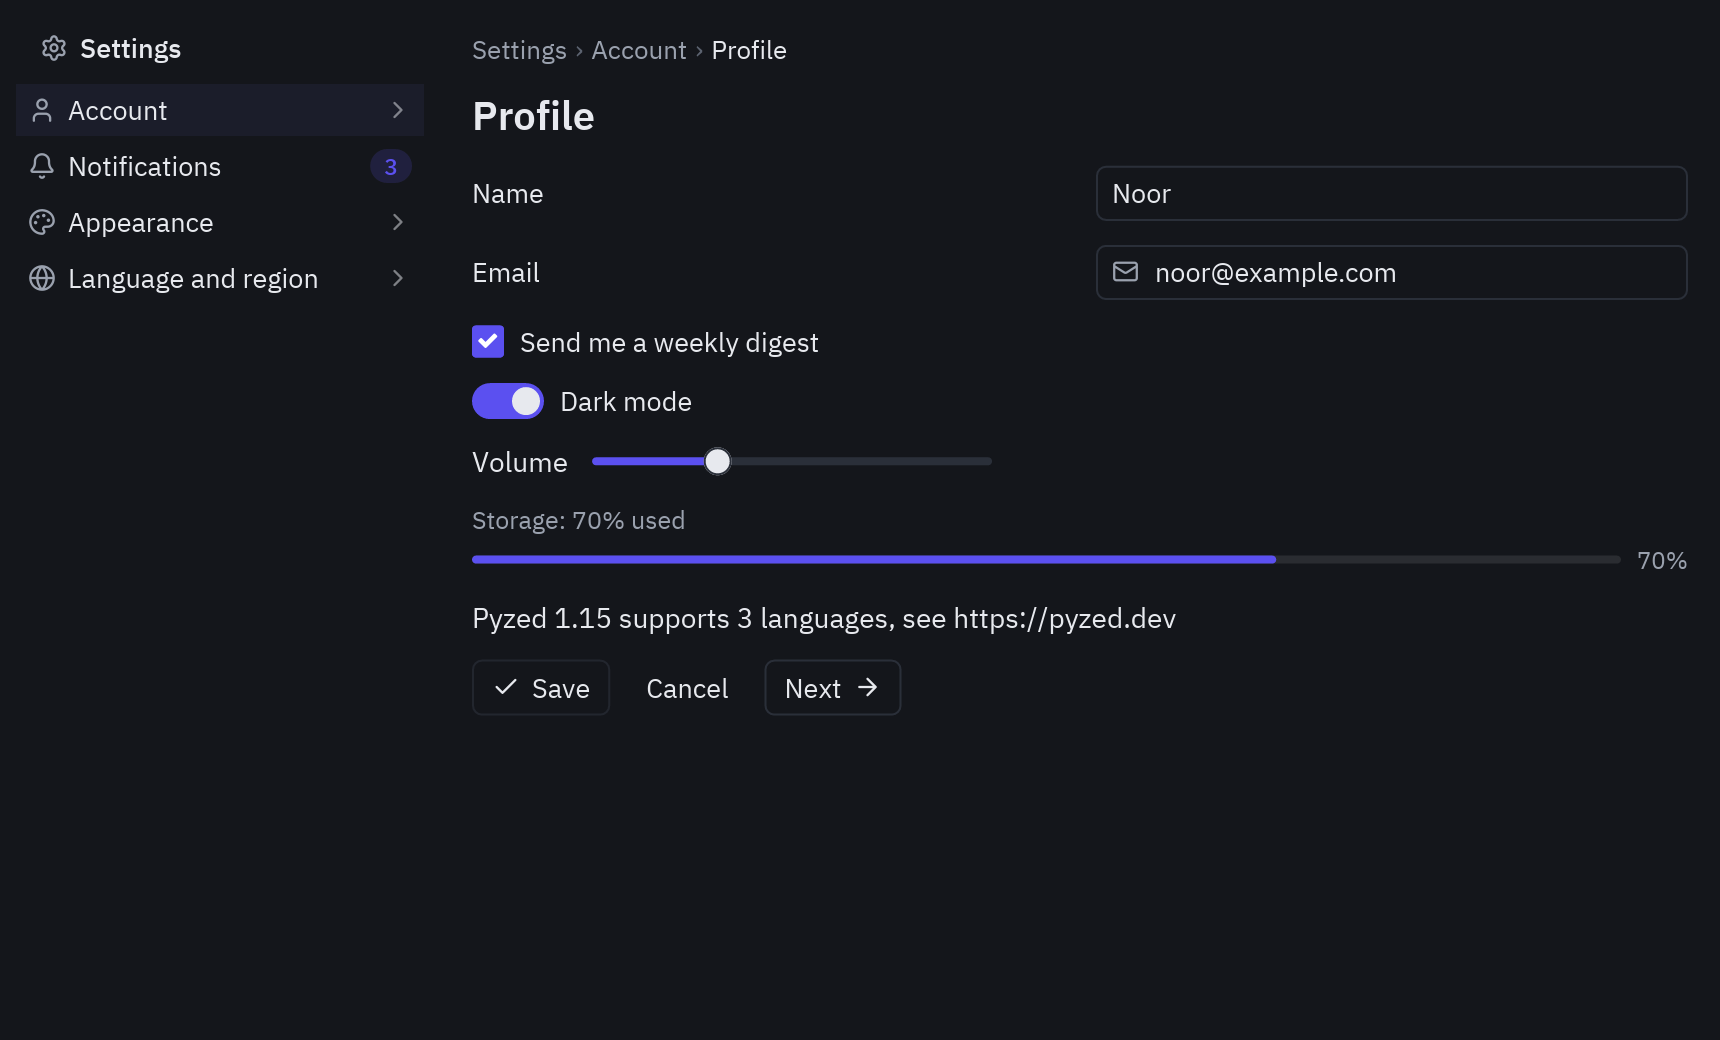 Settings
Account
Notifications 3
Appearance
Language and region
Settings › Account › Profile
Profile
Name Noor
Email noor@example.com
Send me a weekly digest
Dark mode
Volume
Storage: 70% used
70%
Pyzed 1.15 supports 3 languages, see https://pyzed.dev
Save Cancel Next